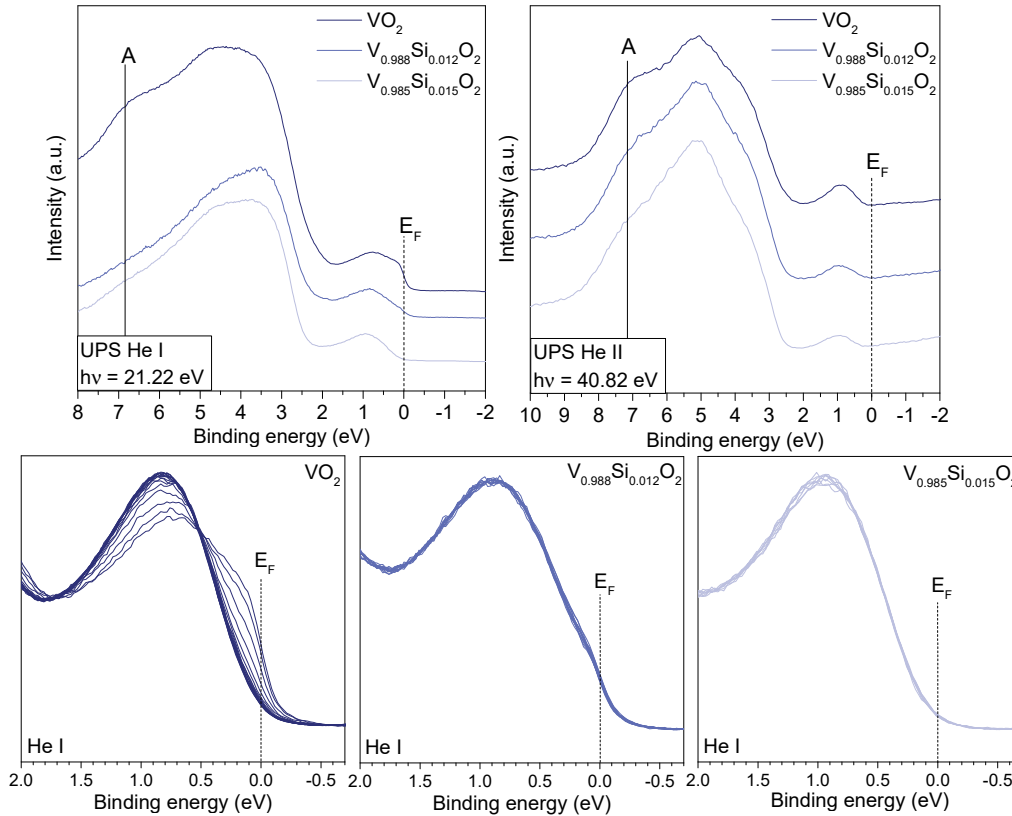 VO₂
V₀.₉₈₈Si₀.₀₁₂O₂
V₀.₉₈₅Si₀.₀₁₅O₂
A
E_F
Intensity (a.u.)
UPS He I
hν = 21.22 eV
8 7 6 5 4 3 2 1 0 -1 -2
Binding energy (eV)
VO₂
V₀.₉₈₈Si₀.₀₁₂O₂
V₀.₉₈₅Si₀.₀₁₅O₂
A
E_F
Intensity (a.u.)
UPS He II
hν = 40.82 eV
10 9 8 7 6 5 4 3 2 1 0 -1 -2
Binding energy (eV)
VO₂
E_F
He I
2.0 1.5 1.0 0.5 0.0 -0.5
Binding energy (eV)
V₀.₉₈₈Si₀.₀₁₂O₂
E_F
He I
2.0 1.5 1.0 0.5 0.0 -0.5
Binding energy (eV)
V₀.₉₈₅Si₀.₀₁₅O₂
E_F
He I
2.0 1.5 1.0 0.5 0.0 -0.5
Binding energy (eV)